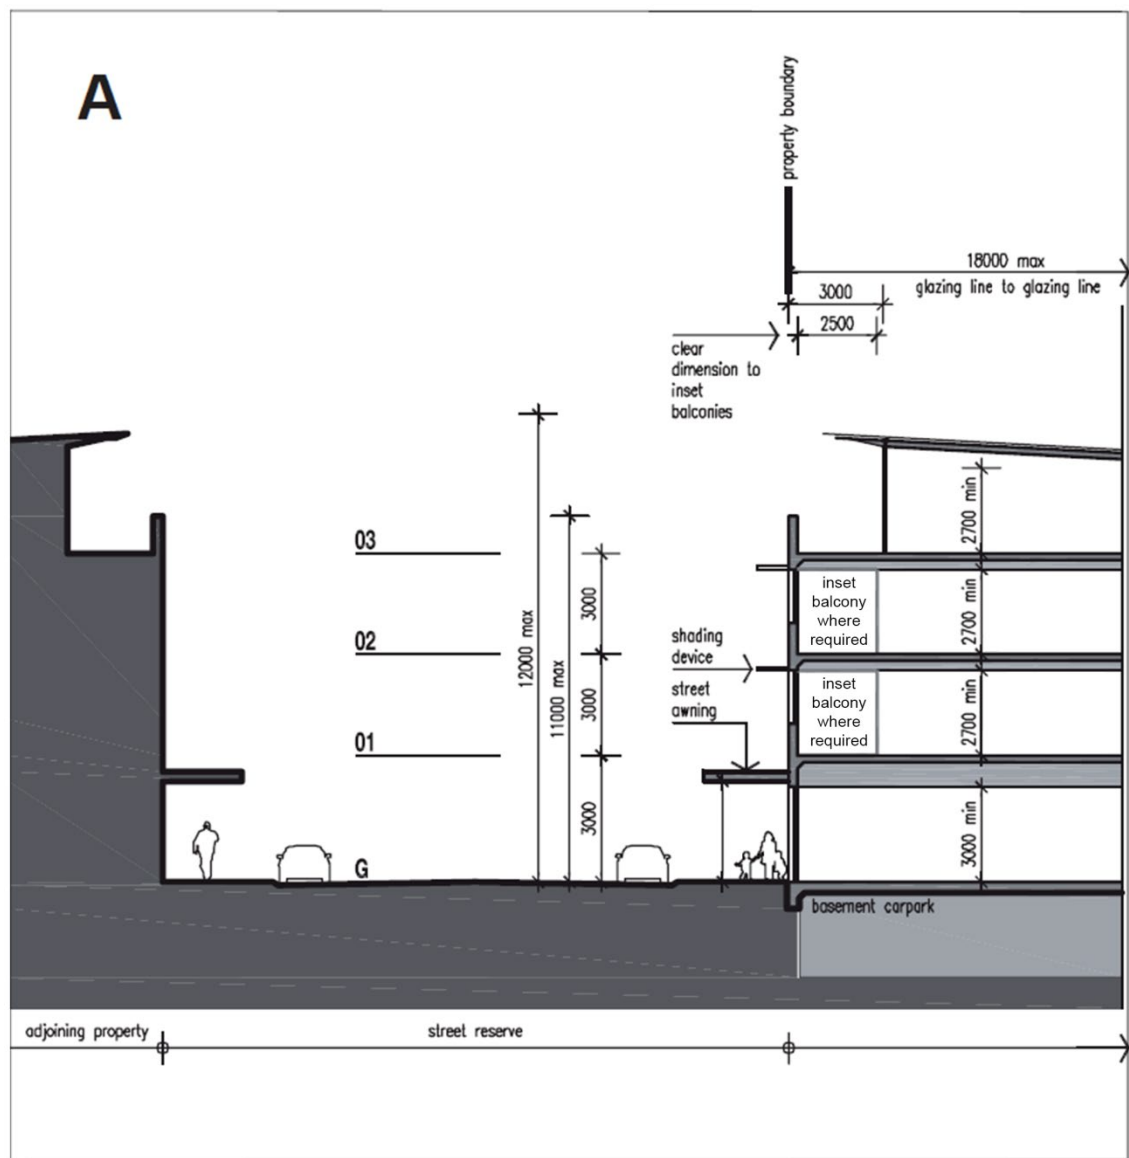 A
property boundary
18000 max
glazing line to glazing line
3000
2500
clear
dimension to
inset
balconies
12000 max
11000 max
03
02
01
G
3000
3000
3000
shading
device
street
awning
inset
balcony
where
required
inset
balcony
where
required
2700 min
2700 min
2700 min
3000 min
basement carpark
adjoining property
street reserve